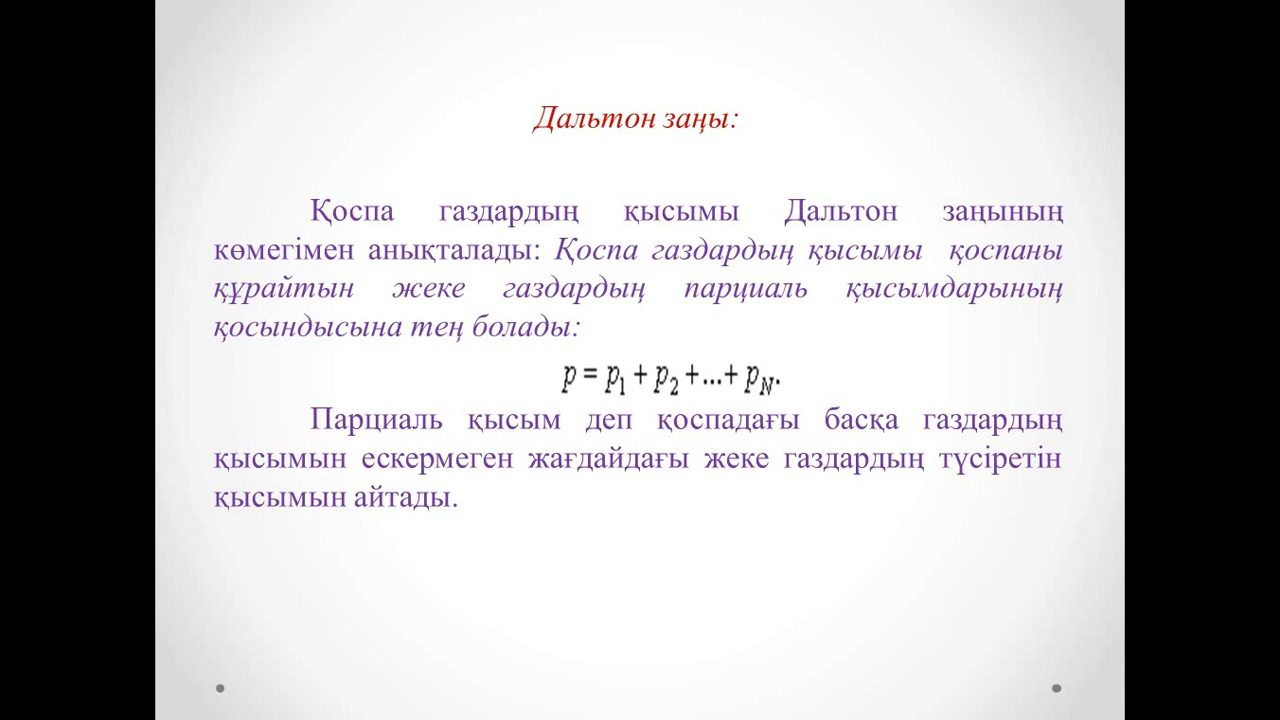 Дальтон заңы:
Қоспа газдардың қысымы Дальтон заңының
көмегімен анықталады: Қоспа газдардың қысымы қоспаны
құрайтын жеке газдардың парциаль қысымдарының
қосындысына тең болады:
p = p₁ + p₂ +...+ p_N.
Парциаль қысым деп қоспадағы басқа газдардың
қысымын ескермеген жағдайдағы жеке газдардың түсіретін
қысымын айтады.